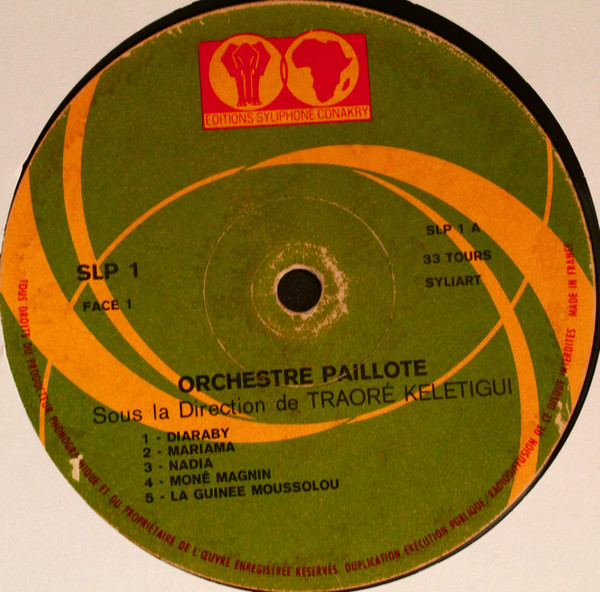 EDITIONS SYLIPHONE CONAKRY
SLP 1
FACE 1
SLP 1 A
33 TOURS
SYLIART
ORCHESTRE PAILLOTE
Sous la Direction de TRAORÉ KELETIGUI
1 - DIARABY
2 - MARIAMA
3 - NADIA
4 - MONÊ MAGNIN
5 - LA GUINEE MOUSSOLOU
TOUS DROITS DU PRODUCTEUR PHONOGRAPHIQUE ET DU PROPRIÉTAIRE DE L'ŒUVRE ENREGISTRÉE RÉSERVÉS. DUPLICATION, EXÉCUTION PUBLIQUE, RADIODIFFUSION DE CE DISQUE INTERDITES MADE IN FRANCE